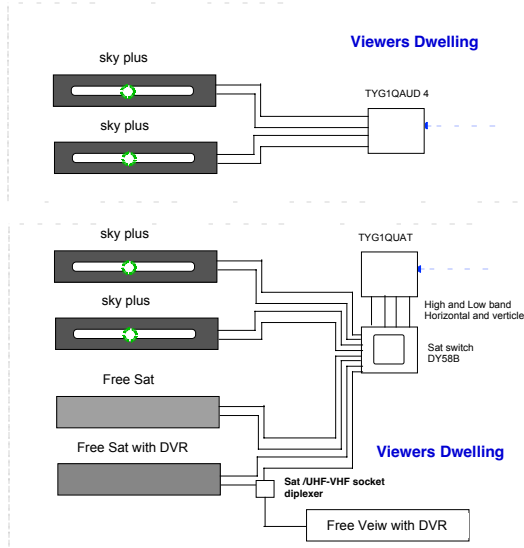 Viewers Dwelling
sky plus
TYG1QAUD 4
sky plus
sky plus
TYG1QUAT
High and Low band
Horizontal and verticle
sky plus
Sat switch
DY58B
Free Sat
Free Sat with DVR
Viewers Dwelling
Sat /UHF-VHF socket
diplexer
Free Veiw with DVR